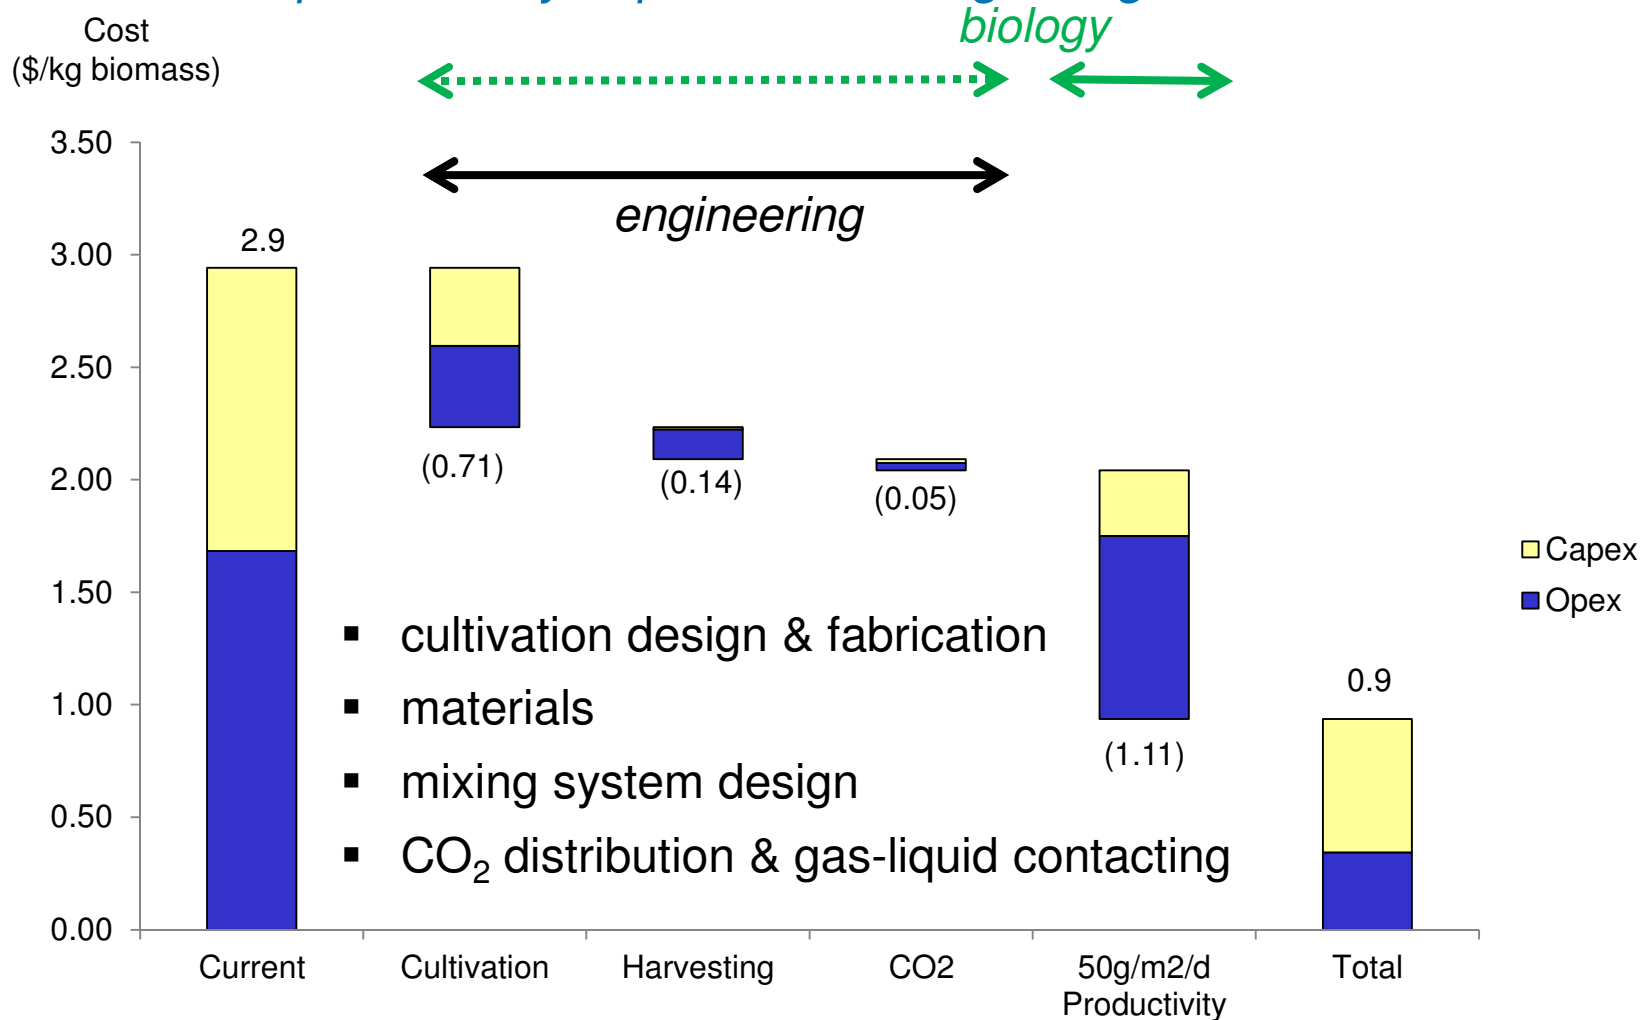 biology
Cost
($/kg biomass)
3.50
3.00
2.50
2.00
1.50
1.00
0.50
0.00
engineering
2.9
(0.71)
(0.14)
(0.05)
(1.11)
0.9
▪ cultivation design & fabrication
▪ materials
▪ mixing system design
▪ CO₂ distribution & gas-liquid contacting
Capex
Opex
Current
Cultivation
Harvesting
CO2
50g/m2/d
Productivity
Total